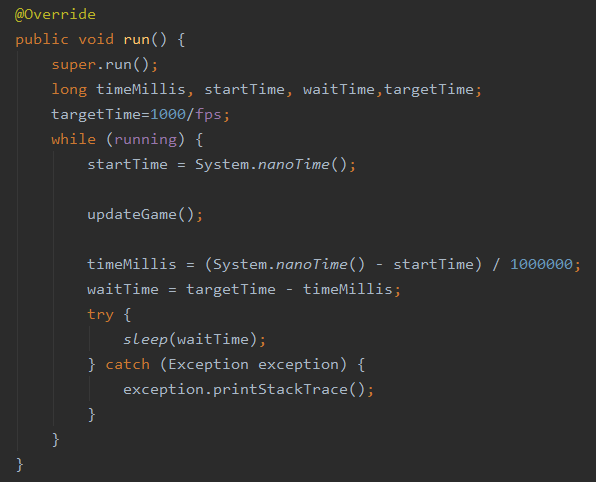 @Override
public void run() {
    super.run();
    long timeMillis, startTime, waitTime,targetTime;
    targetTime=1000/fps;
    while (running) {
        startTime = System.nanoTime();

        updateGame();

        timeMillis = (System.nanoTime() - startTime) / 1000000;
        waitTime = targetTime - timeMillis;
        try {
            sleep(waitTime);
        } catch (Exception exception) {
            exception.printStackTrace();
        }
    }
}